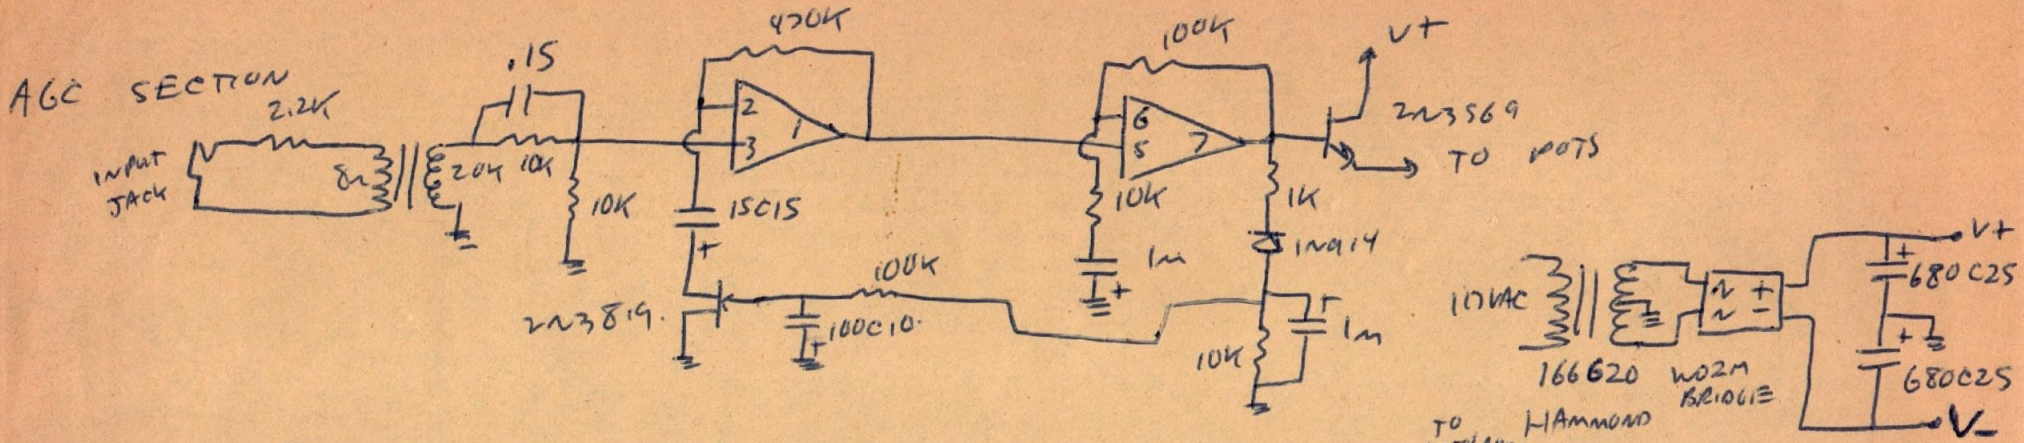 AGC SECTION
2.2K
.15
470K
100K
V+
2N3569
TO POTS
INPUT
JACK
8Ω
20K
10K
10K
2
3
1
6
5
7
15C15
+
10K
1M
+
1K
1N914
100K
2N3819.
100C10.
+
10K
+
1M
117VAC
166G20
HAMMOND
~ +
~ -
W02M
BRIDGE
V+
+
680C25
+
680C25
V-
TO